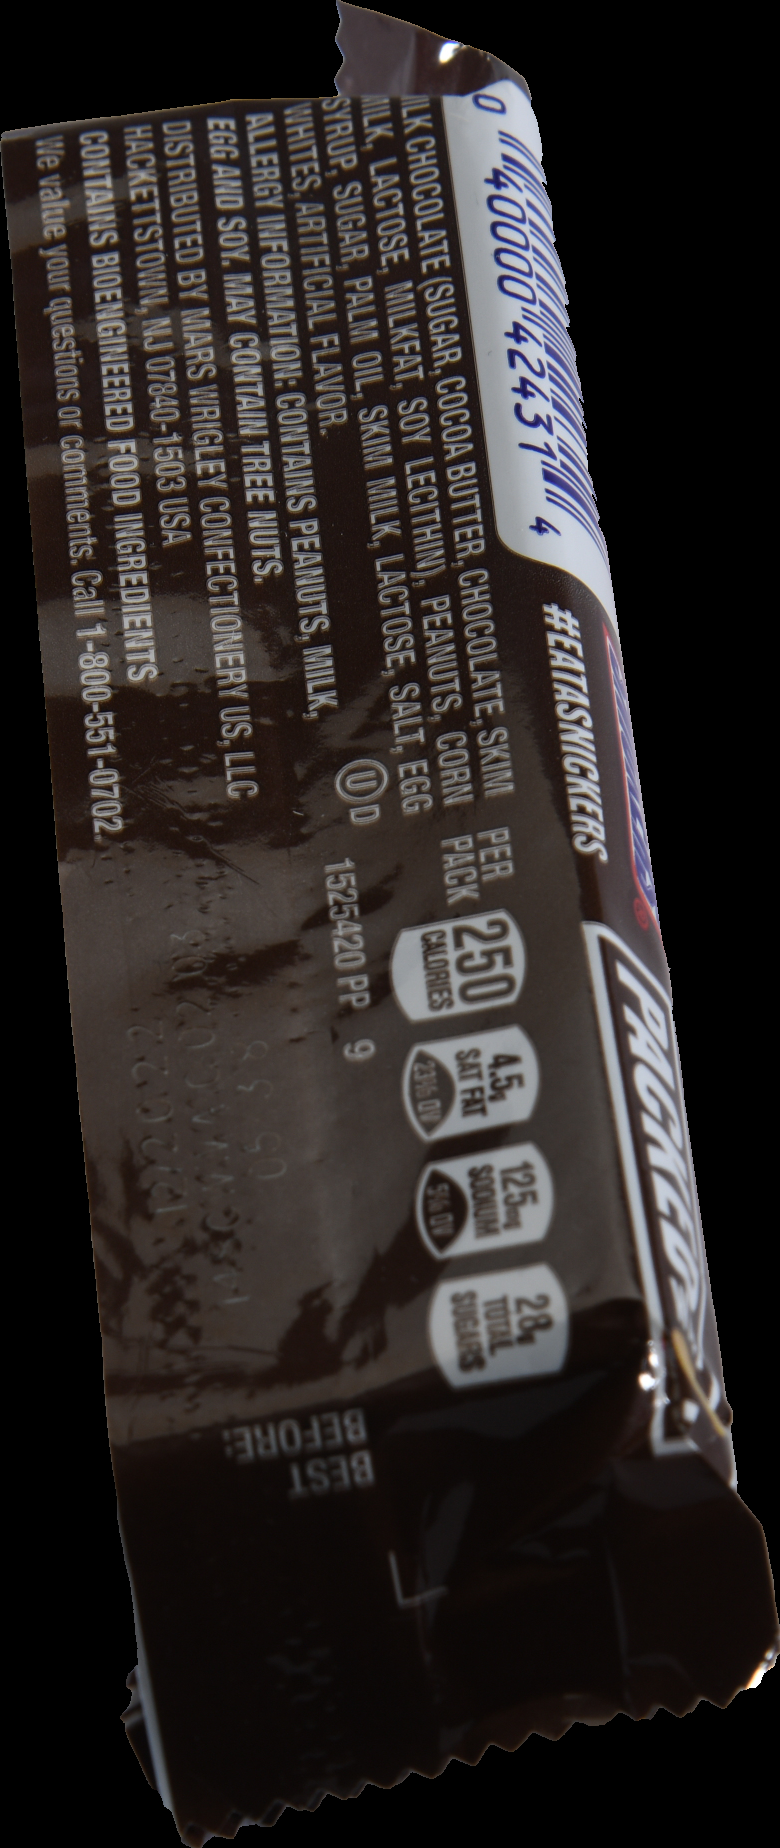 0 40000 42431 4
#EATASNICKERS
PACKED
MILK CHOCOLATE (SUGAR, COCOA BUTTER, CHOCOLATE, SKIM
MILK, LACTOSE, MILKFAT, SOY LECITHIN), PEANUTS, CORN
SYRUP, SUGAR, PALM OIL, SKIM MILK, LACTOSE, SALT, EGG
WHITES, ARTIFICIAL FLAVOR.
ALLERGY INFORMATION: CONTAINS PEANUTS, MILK,
EGG AND SOY. MAY CONTAIN TREE NUTS.
DISTRIBUTED BY MARS WRIGLEY CONFECTIONERY US, LLC
HACKETTSTOWN, NJ 07840-1503 USA
CONTAINS BIOENGINEERED FOOD INGREDIENTS
We value your questions or comments. Call 1-800-551-0702.
U D
1525420 PP 9
PER
PACK
250
CALORIES
4.5g
SAT FAT
23% DV
125mg
SODIUM
5% DV
28g
TOTAL
SUGARS
BEST
BEFORE: